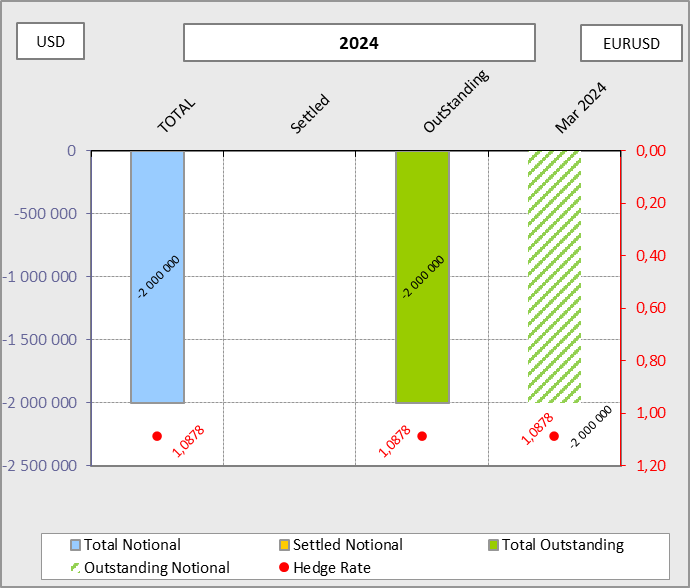 USD
2024
EURUSD
TOTAL
Settled
OutStanding
Mar 2024
0
-500 000
-1 000 000
-1 500 000
-2 000 000
-2 500 000
-2 000 000
-2 000 000
-2 000 000
1,0878
1,0878
1,0878
0,00
0,20
0,40
0,60
0,80
1,00
1,20
Total Notional
Settled Notional
Total Outstanding
Outstanding Notional
Hedge Rate